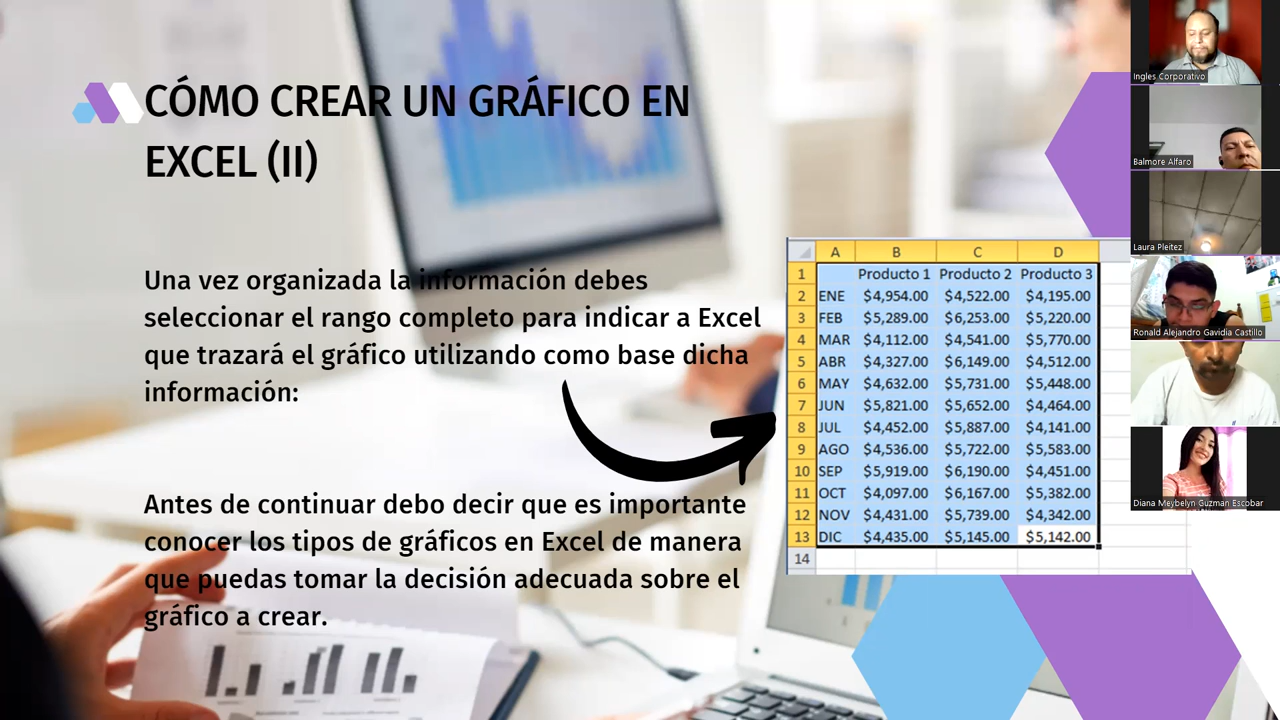 CÓMO CREAR UN GRÁFICO EN
EXCEL (II)
Una vez organizada la información debes
seleccionar el rango completo para indicar a Excel
que trazará el gráfico utilizando como base dicha
información:
Antes de continuar debo decir que es importante
conocer los tipos de gráficos en Excel de manera
que puedas tomar la decisión adecuada sobre el
gráfico a crear.
A B C D
1 Producto 1 Producto 2 Producto 3
2 ENE $4,954.00 $4,522.00 $4,195.00
3 FEB $5,289.00 $6,253.00 $5,220.00
4 MAR $4,112.00 $4,541.00 $5,770.00
5 ABR $4,327.00 $6,149.00 $4,512.00
6 MAY $4,632.00 $5,731.00 $5,448.00
7 JUN $5,821.00 $5,652.00 $4,464.00
8 JUL $4,452.00 $5,887.00 $4,141.00
9 AGO $4,536.00 $5,722.00 $5,583.00
10 SEP $5,919.00 $6,190.00 $4,451.00
11 OCT $4,097.00 $6,167.00 $5,382.00
12 NOV $4,431.00 $5,739.00 $4,342.00
13 DIC $4,435.00 $5,145.00 $5,142.00
14
Ingles Corporativo
Balmore Alfaro
Laura Pleitez
Ronald Alejandro Gavidia Castillo
Diana Meybelyn Guzman Escobar